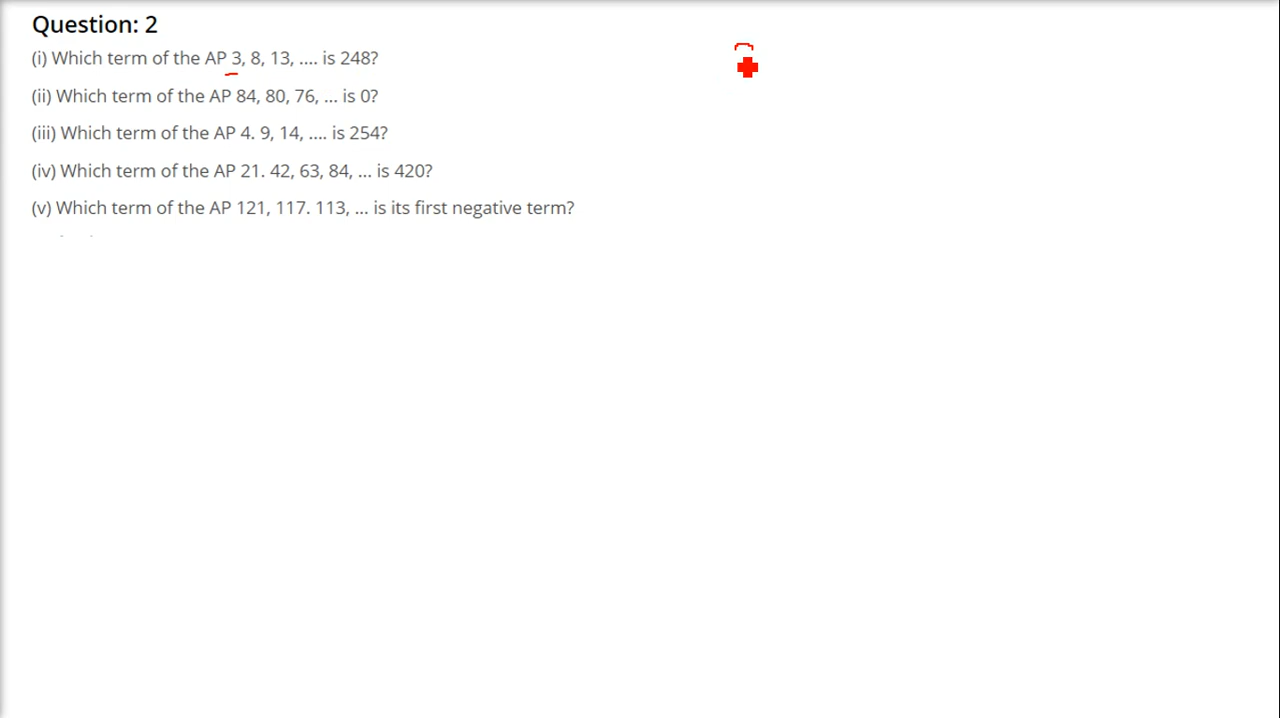 Question: 2
(i) Which term of the AP 3, 8, 13, .... is 248?
(ii) Which term of the AP 84, 80, 76, ... is 0?
(iii) Which term of the AP 4. 9, 14, .... is 254?
(iv) Which term of the AP 21. 42, 63, 84, ... is 420?
(v) Which term of the AP 121, 117. 113, ... is its first negative term?